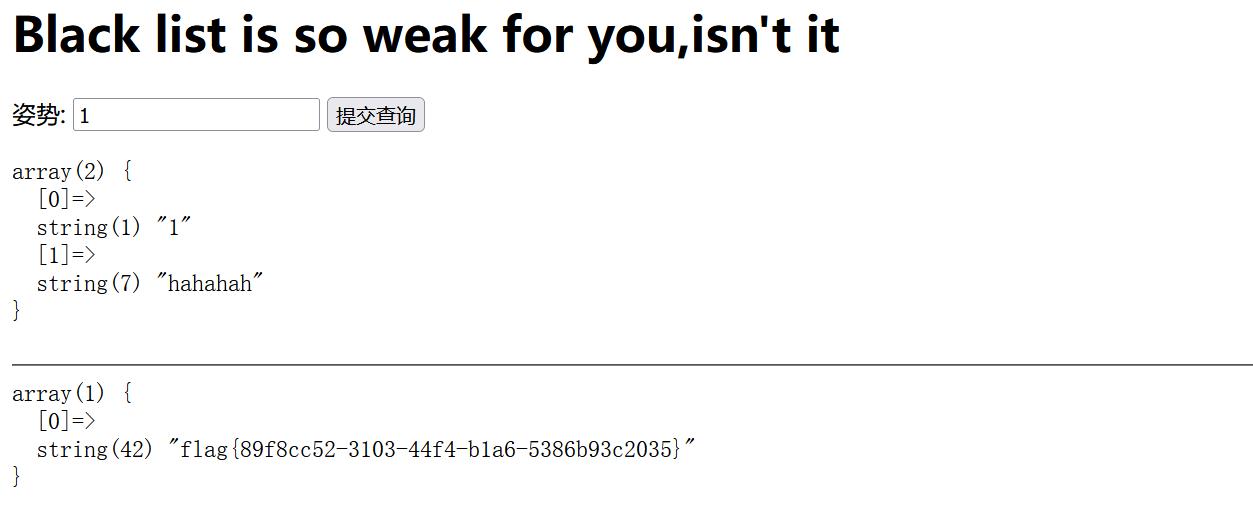 Black list is so weak for you,isn't it
姿势: 1 提交查询
array(2) {
  [0]=>
  string(1) "1"
  [1]=>
  string(7) "hahahah"
}
array(1) {
  [0]=>
  string(42) "flag{89f8cc52-3103-44f4-b1a6-5386b93c2035}"
}